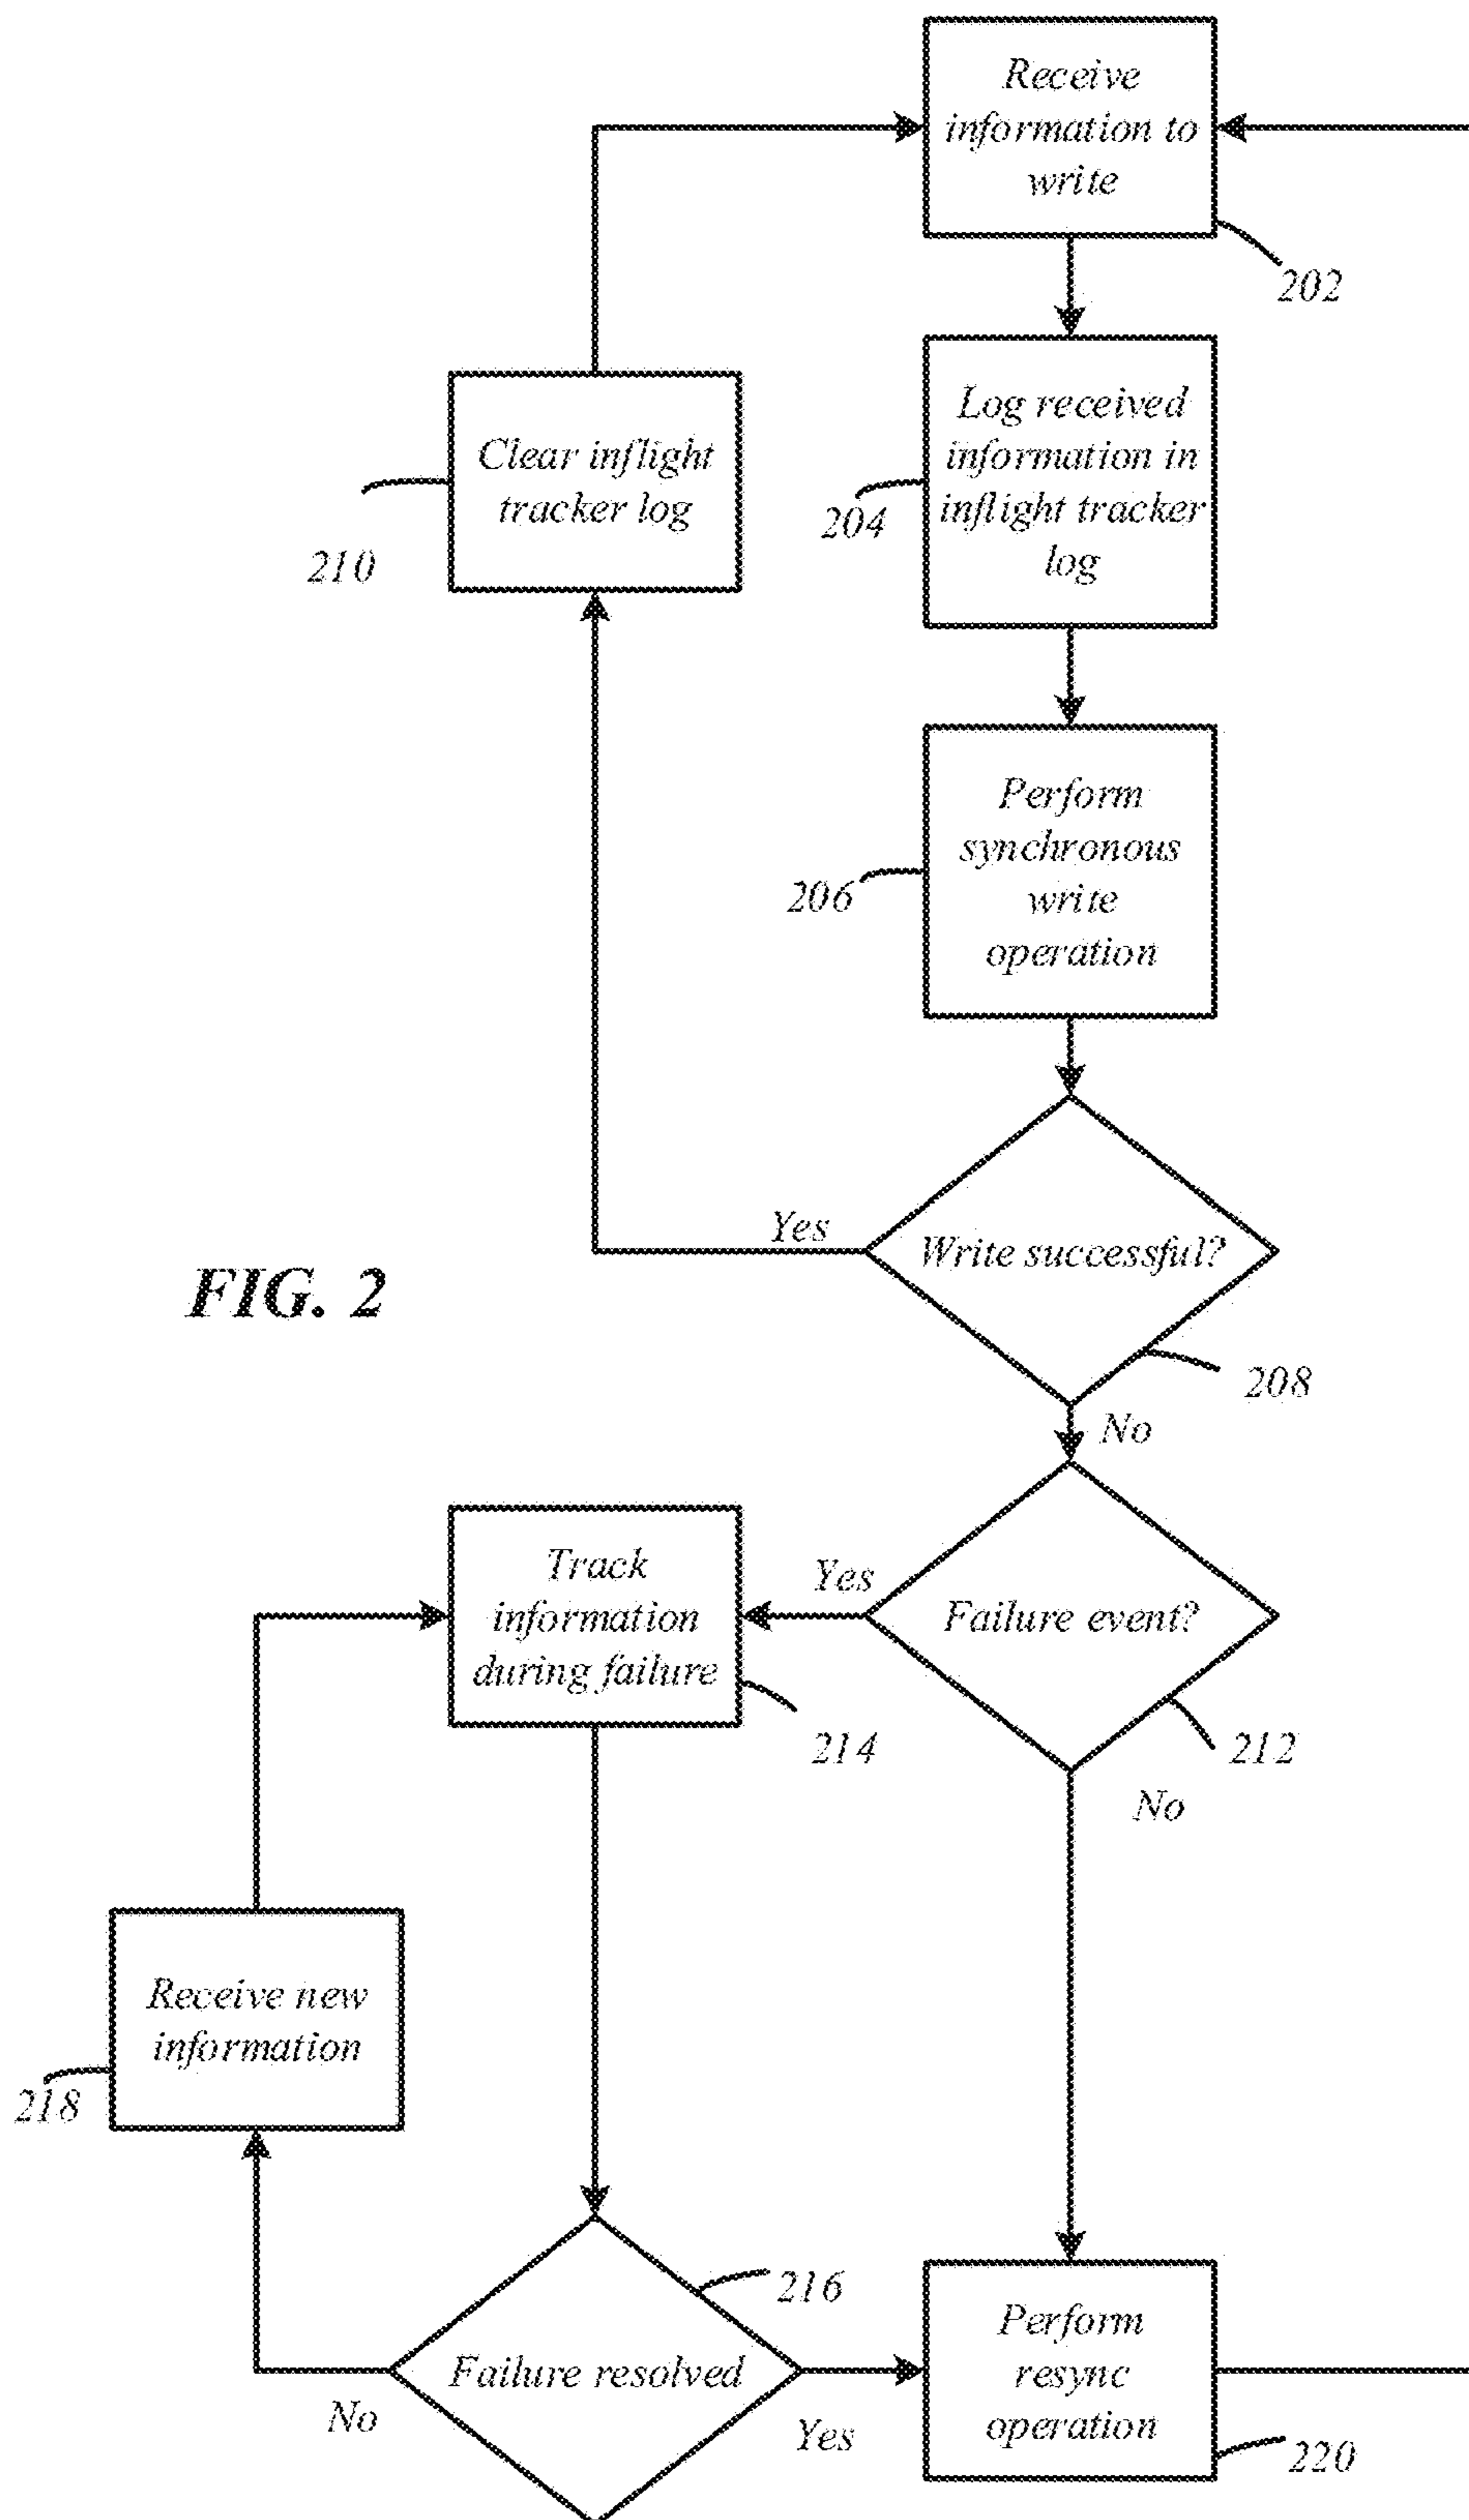 Receive
information to
write
202
Log received
information in
inflight tracker
log
204
Clear inflight
tracker log
210
Perform
synchronous
write
operation
206
Yes
Write successful?
208
No
FIG. 2
Track
information
during failure
214
Yes
Failure event?
212
No
Receive new
information
218
216
Failure resolved
No
Yes
Perform
resync
operation
220